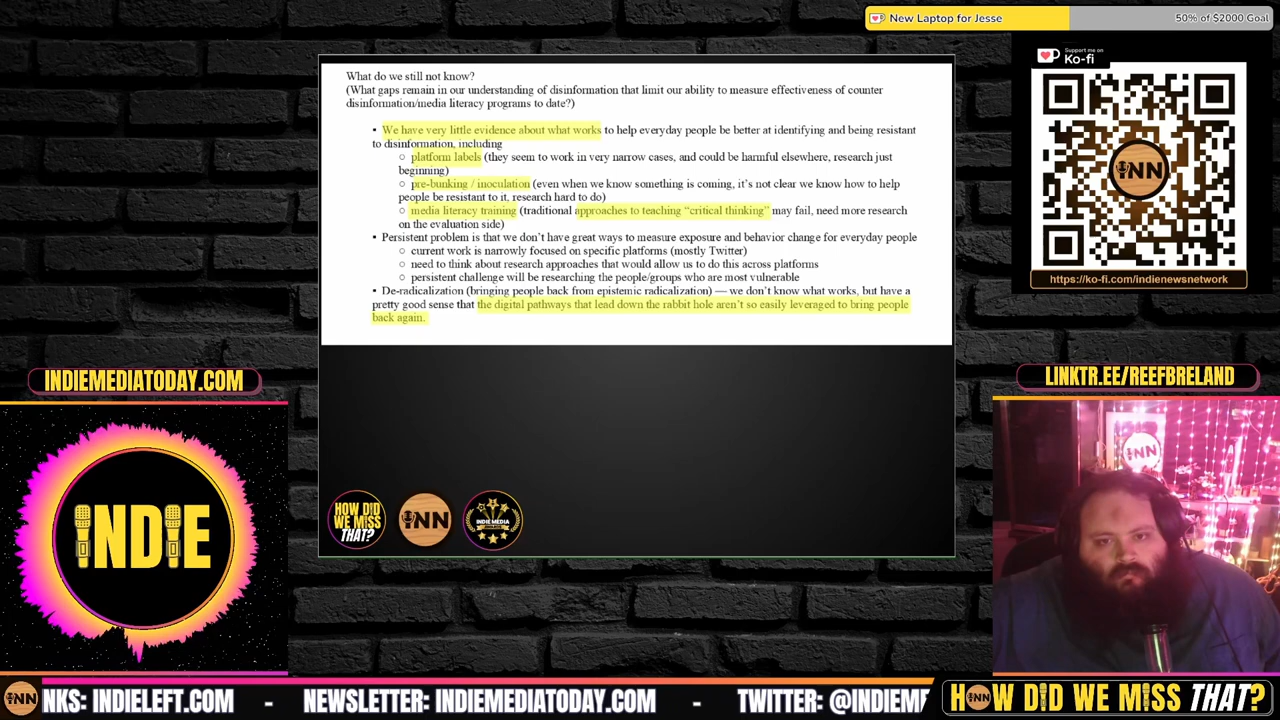 New Laptop for Jesse
50% of $2000 Goal
Support me on
Ko-fi
INN
https://ko-fi.com/indienewsnetwork
What do we still not know?
(What gaps remain in our understanding of disinformation that limit our ability to measure effectiveness of counter
disinformation/media literacy programs to date?)
• We have very little evidence about what works to help everyday people be better at identifying and being resistant
to disinformation, including
○ platform labels (they seem to work in very narrow cases, and could be harmful elsewhere, research just
beginning)
○ pre-bunking / inoculation (even when we know something is coming, it's not clear we know how to help
people be resistant to it, research hard to do)
○ media literacy training (traditional approaches to teaching "critical thinking" may fail, need more research
on the evaluation side)
• Persistent problem is that we don't have great ways to measure exposure and behavior change for everyday people
○ current work is narrowly focused on specific platforms (mostly Twitter)
○ need to think about research approaches that would allow us to do this across platforms
○ persistent challenge will be researching the people/groups who are most vulnerable
• De-radicalization (bringing people back from epistemic radicalization) — we don't know what works, but have a
pretty good sense that the digital pathways that lead down the rabbit hole aren't so easily leveraged to bring people
back again.
INDIEMEDIATODAY.COM
LINKTR.EE/REEFBRELAND
INDIE
HOW DID
WE MISS
THAT?
INN
INDIE MEDIA
INN
INN
NKS: INDIELEFT.COM - NEWSLETTER: INDIEMEDIATODAY.COM - TWITTER: @INDIEME
HOW DID WE MISS THAT?